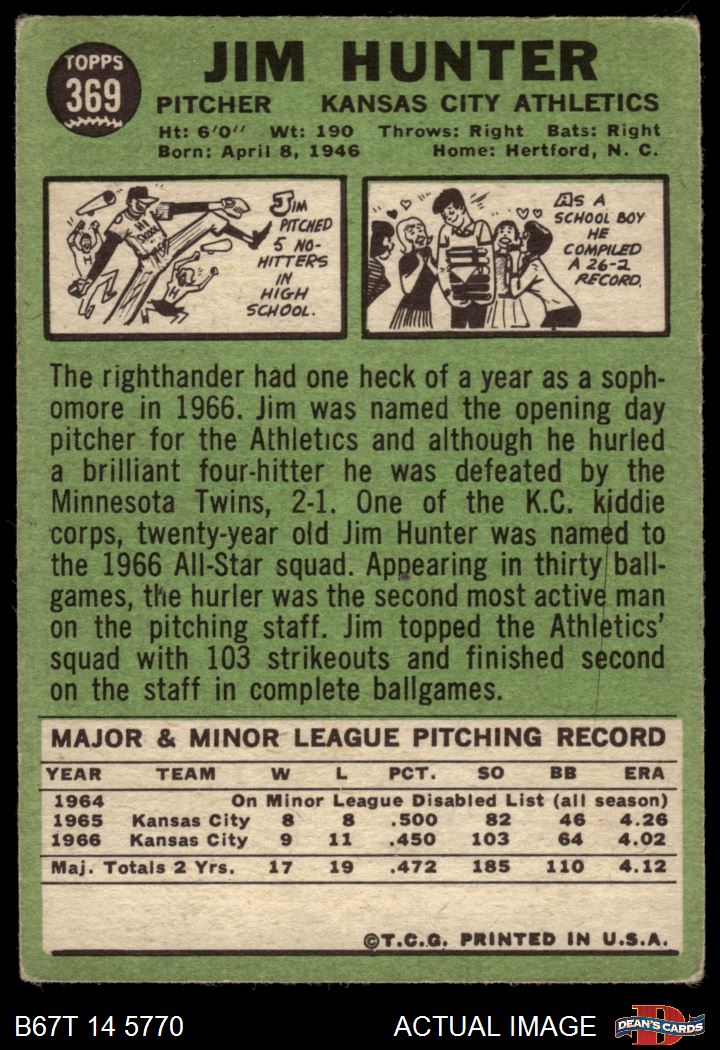 TOPPS
369
JIM HUNTER
PITCHER KANSAS CITY ATHLETICS
Ht: 6'0" Wt: 190 Throws: Right Bats: Right
Born: April 8, 1946 Home: Hertford, N. C.
JIM
PITCHED
5 NO-
HITTERS
IN
HIGH
SCHOOL.
AS A
SCHOOL BOY
HE
COMPILED
A 26-2
RECORD.
The righthander had one heck of a year as a soph-
omore in 1966. Jim was named the opening day
pitcher for the Athletics and although he hurled
a brilliant four-hitter he was defeated by the
Minnesota Twins, 2-1. One of the K.C. kiddie
corps, twenty-year old Jim Hunter was named to
the 1966 All-Star squad. Appearing in thirty ball-
games, the hurler was the second most active man
on the pitching staff. Jim topped the Athletics'
squad with 103 strikeouts and finished second
on the staff in complete ballgames.
MAJOR & MINOR LEAGUE PITCHING RECORD
YEAR TEAM W L PCT. SO BB ERA
1964 On Minor League Disabled List (all season)
1965 Kansas City 8 8 .500 82 46 4.26
1966 Kansas City 9 11 .450 103 64 4.02
Maj. Totals 2 Yrs. 17 19 .472 185 110 4.12
©T.C.G. PRINTED IN U.S.A.
B67T 14 5770 ACTUAL IMAGE
D
DEAN'S CARDS